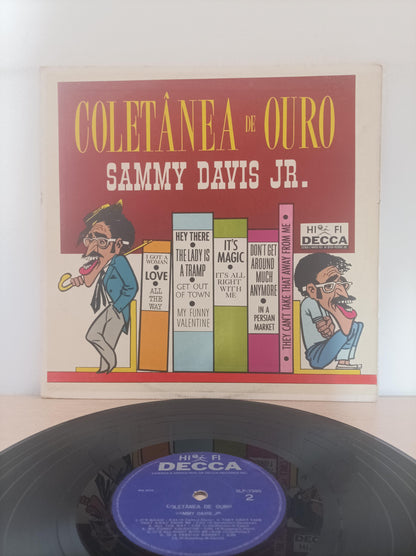 COLETÂNEA DE OURO
SAMMY DAVIS JR.
HI FI
DECCA
I GOT A
WOMAN
LOVE
ALL
THE WAY
HEY THERE
THE LADY IS
A TRAMP
GET OUT
OF TOWN
MY FUNNY
VALENTINE
IT'S
MAGIC
IT'S ALL
RIGHT WITH
ME
DON'T GET
AROUND
MUCH
ANYMORE
IN A
PERSIAN
MARKET
THEY CAN'T TAKE THAT AWAY FROM ME
HI FI
DECCA
2
COLETÂNEA DE OURO
SAMMY DAVIS JR